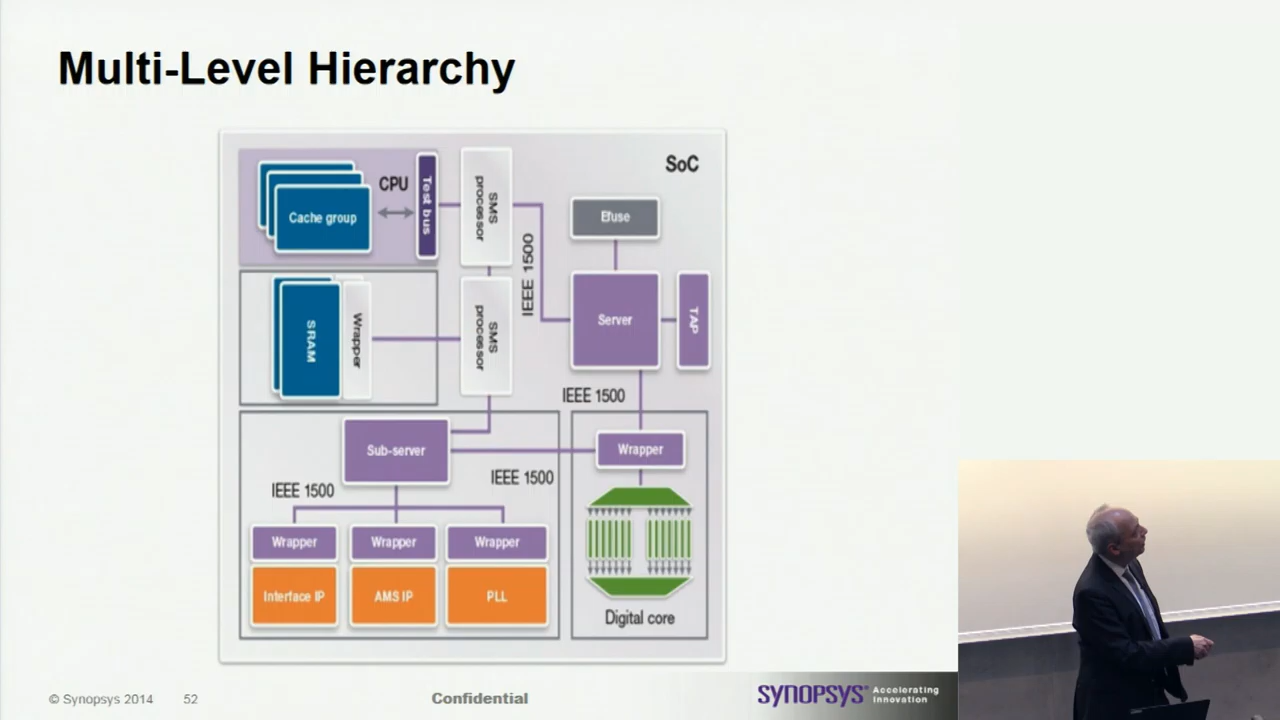 Multi-Level Hierarchy
SoC
CPU
Cache group
Test bus
SMS
processor
IEEE 1500
Efuse
Server
TAP
SRAM
Wrapper
SMS
processor
IEEE 1500
Sub-server
IEEE 1500
IEEE 1500
Wrapper
Wrapper
Wrapper
Wrapper
Interface IP
AMS IP
PLL
Digital core
© Synopsys 2014
52
Confidential
SYNOPSYS®
Accelerating
Innovation